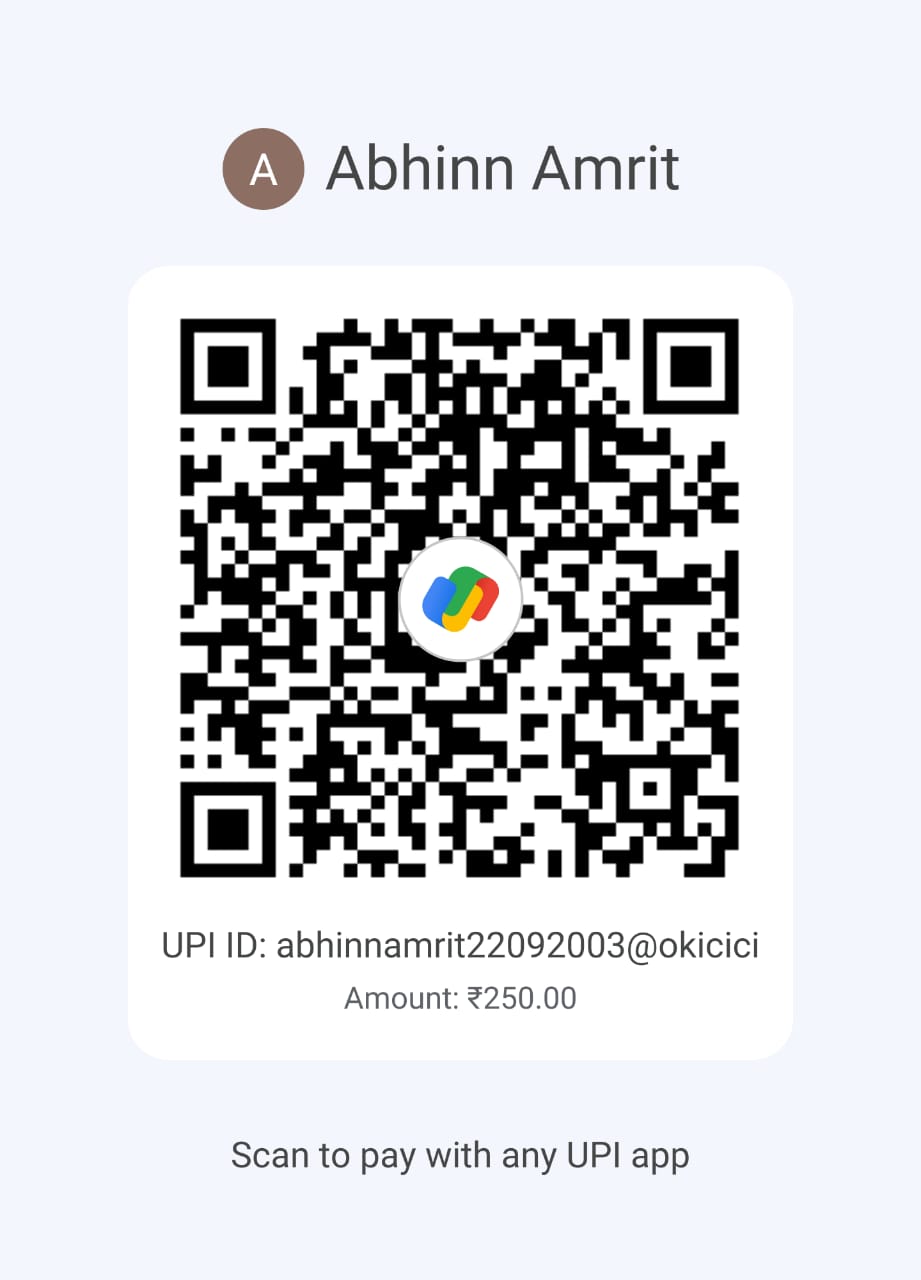 A
Abhinn Amrit
UPI ID: abhinnamrit22092003@okicici
Amount: ₹250.00
Scan to pay with any UPI app